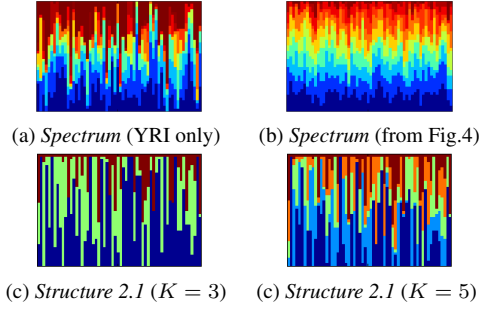 (a) Spectrum (YRI only)
(b) Spectrum (from Fig.4)
(c) Structure 2.1 (K = 3)
(c) Structure 2.1 (K = 5)